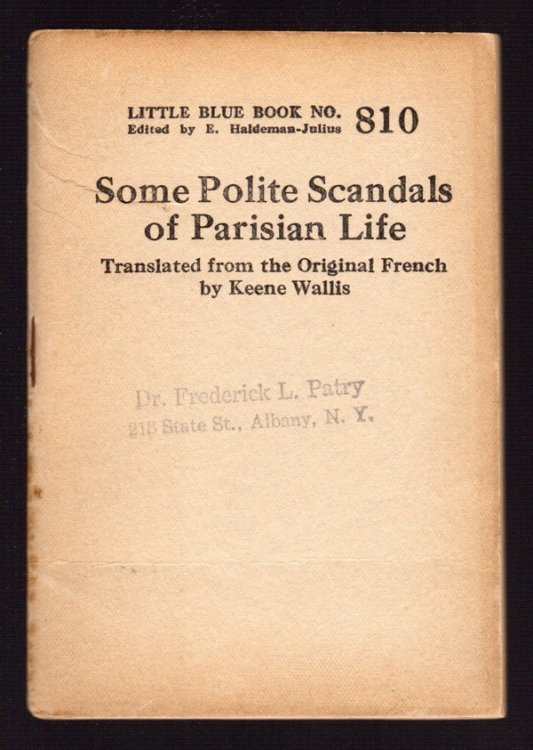 LITTLE BLUE BOOK NO. 810
Edited by E. Haldeman-Julius
Some Polite Scandals
of Parisian Life
Translated from the Original French
by Keene Wallis
Dr. Frederick L. Patry
218 State St., Albany, N. Y.